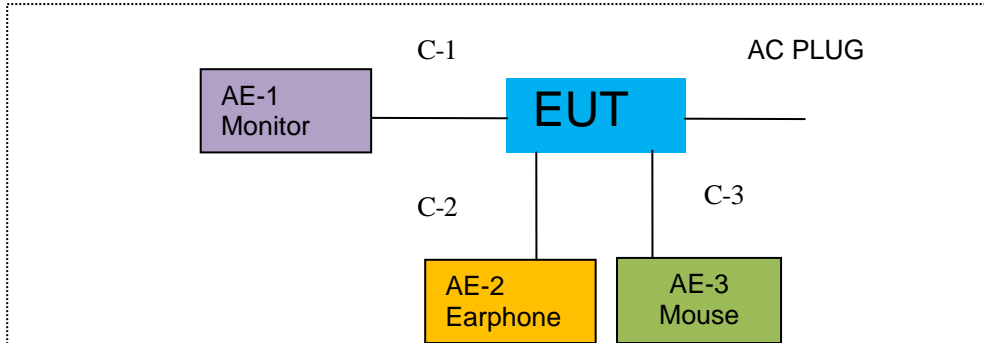 C-1
AC PLUG
AE-1
Monitor
EUT
C-2
C-3
AE-2
Earphone
AE-3
Mouse